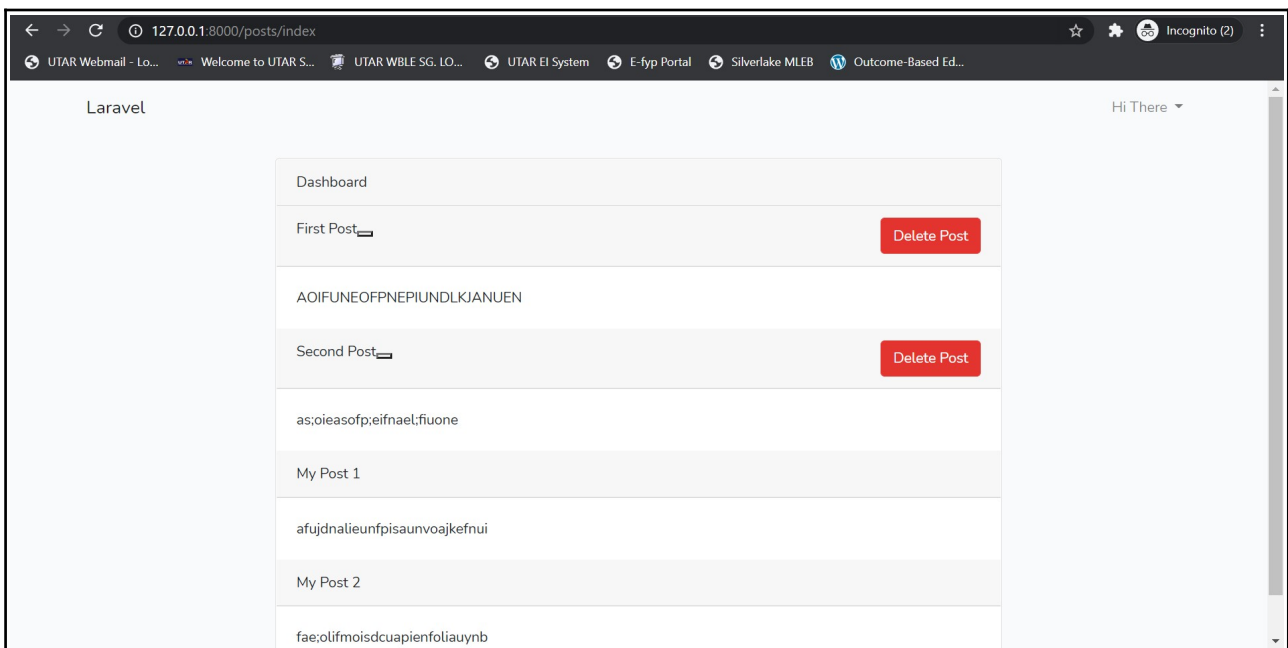 127.0.0.1:8000/posts/index
Incognito (2)
UTAR Webmail - Lo... UTAR Welcome to UTAR S... UTAR WBLE SG. LO... UTAR EI System E-fyp Portal Silverlake MLEB Outcome-Based Ed...
Laravel
Hi There
Dashboard
First Post
Delete Post
AOIFUNEOFPNEPIUNDLKJANUEN
Second Post
Delete Post
as;oieasofp;eifnael;fiuone
My Post 1
afujdnalieunfpisaunvoajkefnui
My Post 2
fae;olifmoisdcuapienfoliauynb